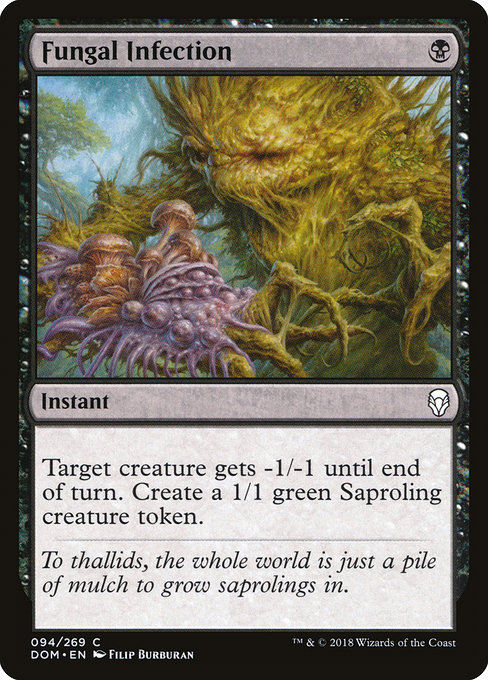 Fungal Infection
Instant
Target creature gets -1/-1 until end
of turn. Create a 1/1 green Saproling
creature token.
To thallids, the whole world is just a pile
of mulch to grow saprolings in.
094/269 C
DOM • EN Filip Burburan
™ & © 2018 Wizards of the Coast